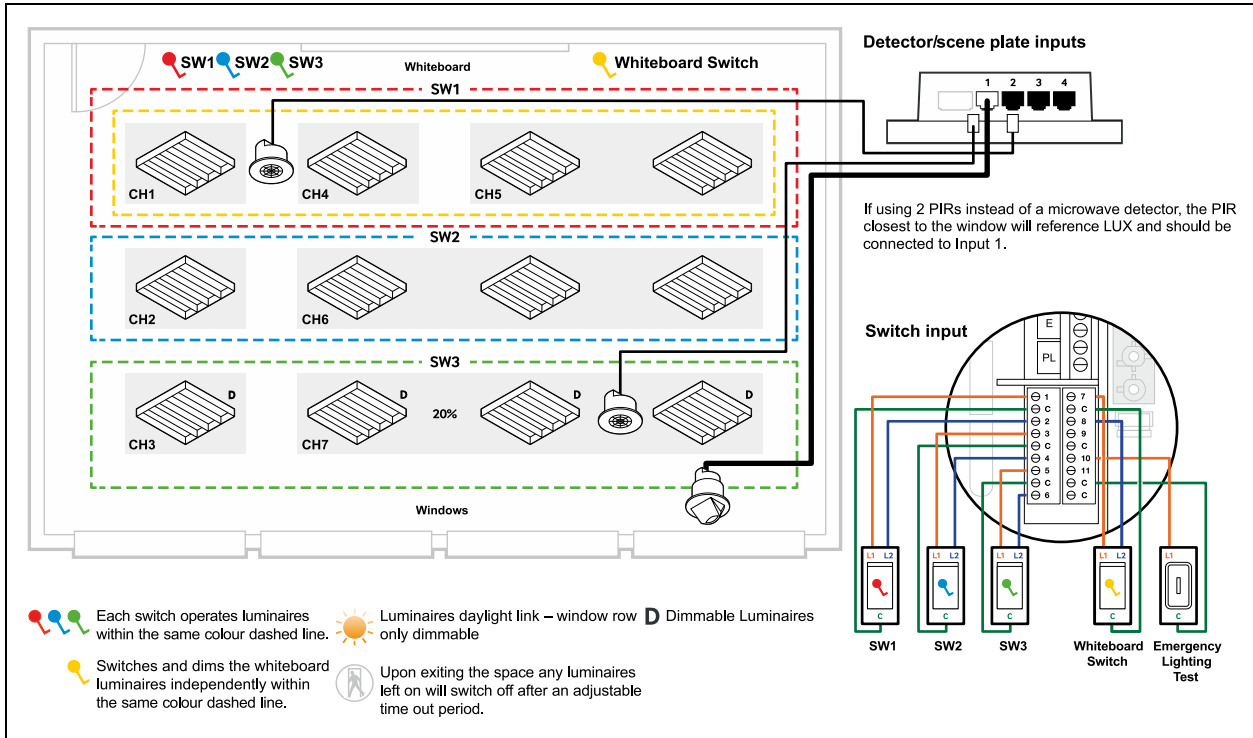 SW1 SW2 SW3
Whiteboard
Whiteboard Switch
SW1
CH1
CH4
CH5
SW2
CH2
CH6
SW3
D
D
D
D
20%
CH3
CH7
Windows
Detector/scene plate inputs
1 2 3 4
If using 2 PIRs instead of a microwave detector, the PIR
closest to the window will reference LUX and should be
connected to Input 1.
Switch input
E
PL
1 7
C C
2 8
3 9
C C
4 10
5 11
C C
6 C
L1 L2
L1 L2
L1 L2
L1 L2
L1
C
C
C
C
C
SW1
SW2
SW3
Whiteboard
Switch
Emergency
Lighting
Test
Each switch operates luminaires
within the same colour dashed line.
Switches and dims the whiteboard
luminaires independently within
the same colour dashed line.
Luminaires daylight link – window row
only dimmable
Upon exiting the space any luminaires
left on will switch off after an adjustable
time out period.
D Dimmable Luminaires